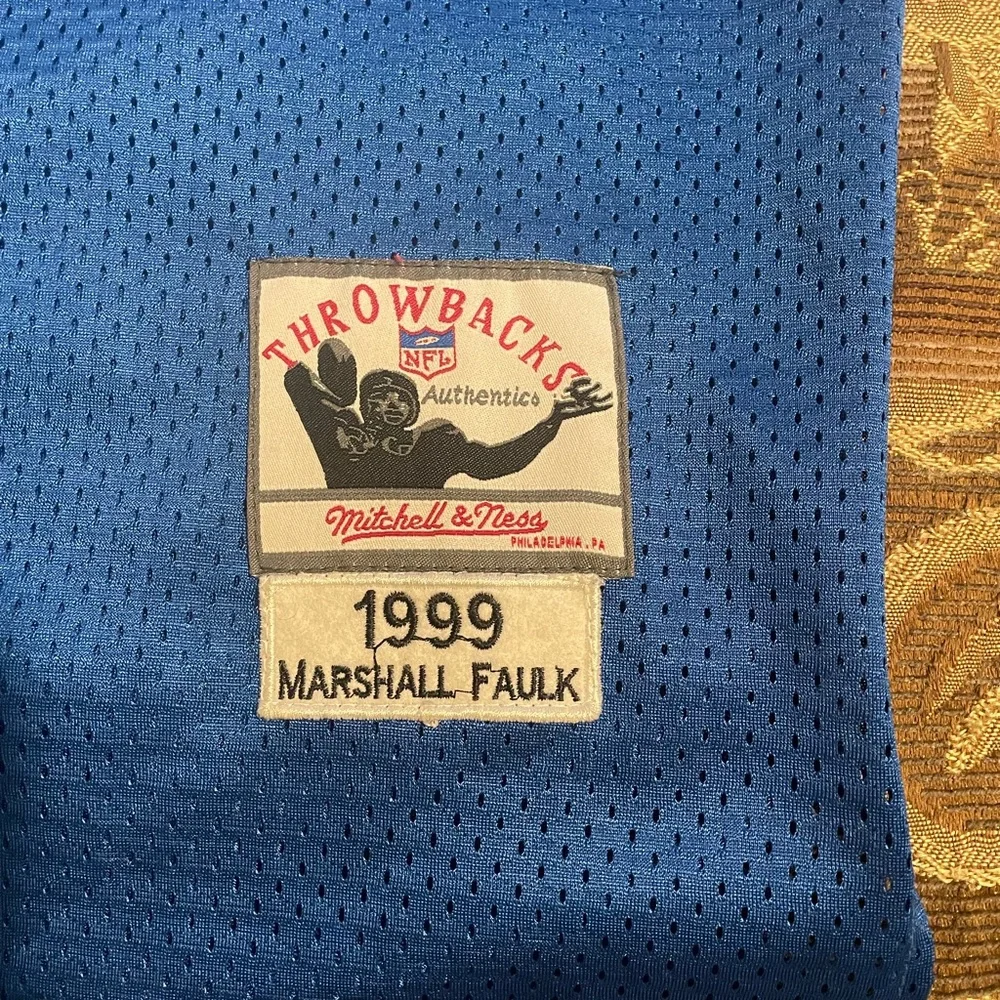 THROWBACKS
NFL
Authentics
Mitchell & Ness
PHILADELPHIA, PA
1999
MARSHALL FAULK